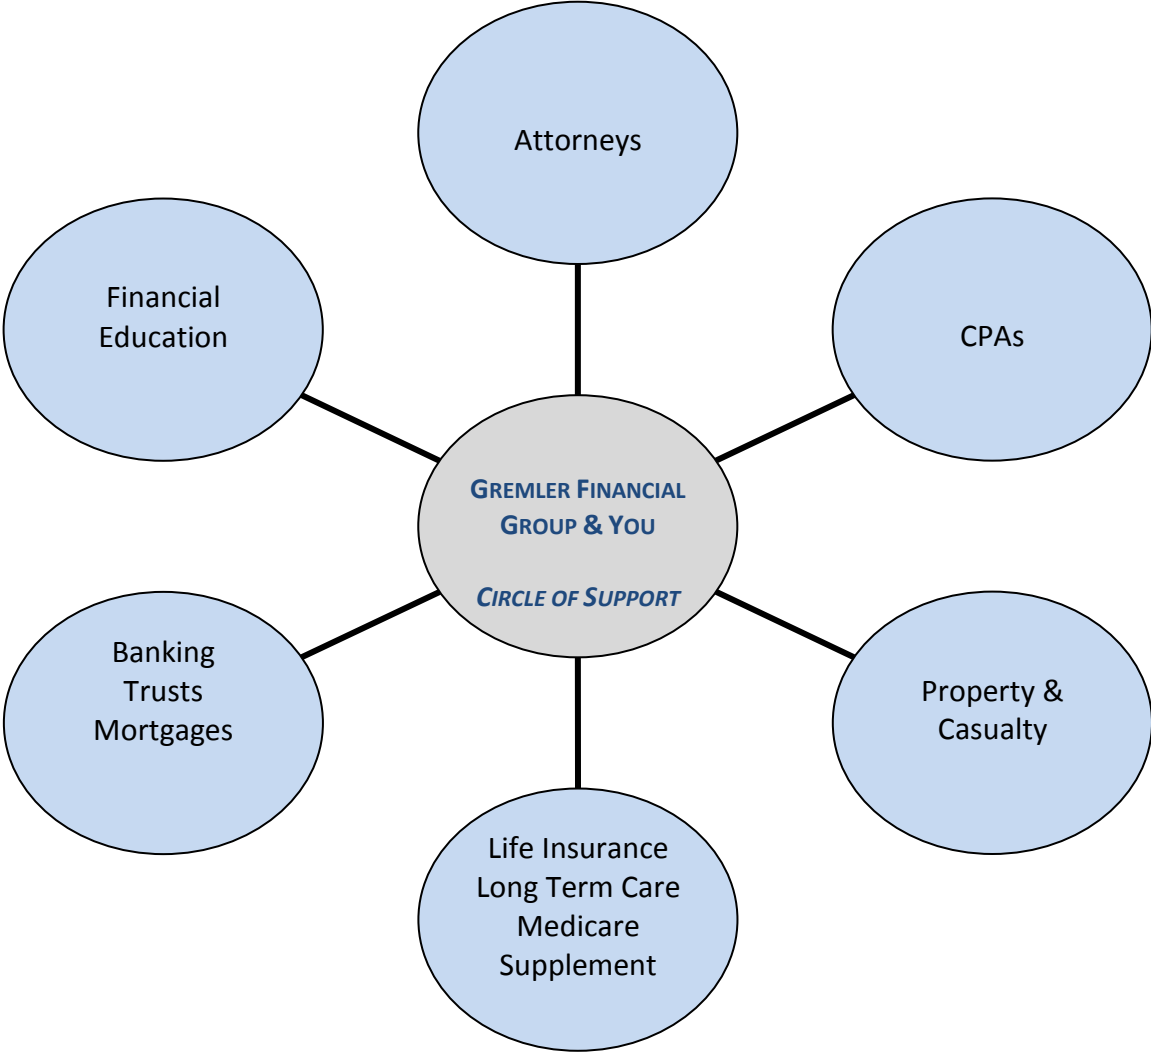 Attorneys
Financial
Education
CPAs
GREMLER FINANCIAL
GROUP & YOU
CIRCLE OF SUPPORT
Banking
Trusts
Mortgages
Property &
Casualty
Life Insurance
Long Term Care
Medicare
Supplement